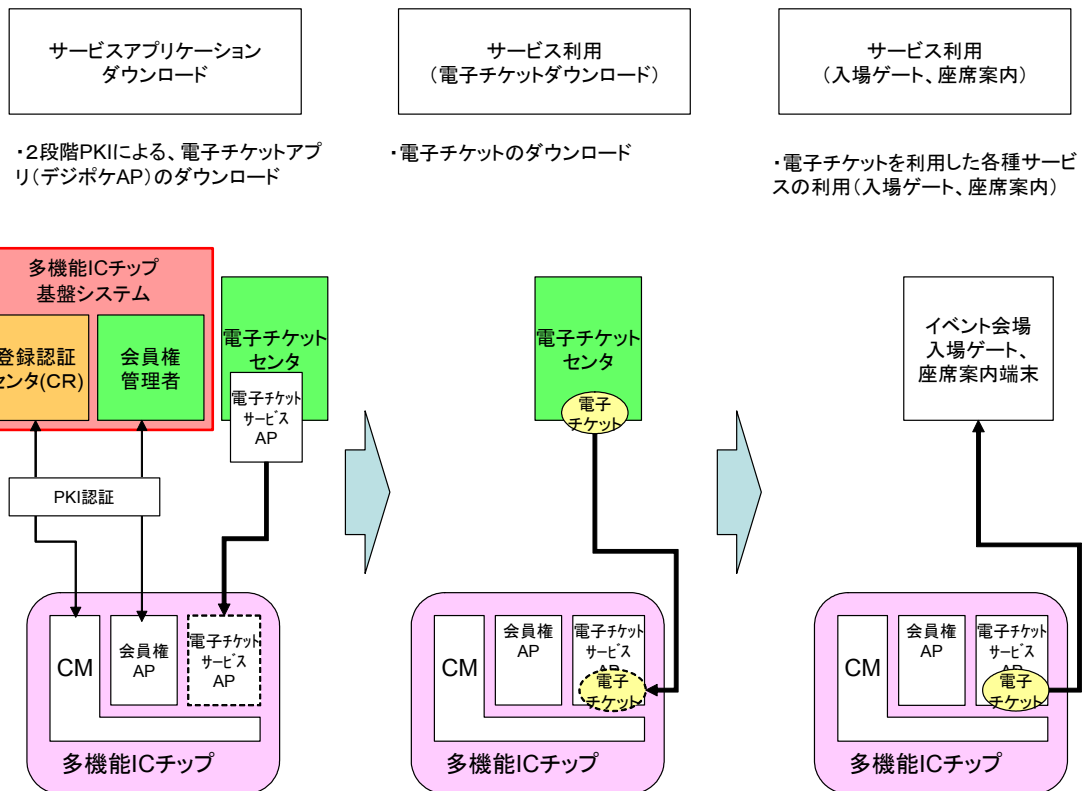 サービスアプリケーション
ダウンロード
サービス利用
(電子チケットダウンロード)
サービス利用
(入場ゲート、座席案内)
・2段階PKIによる、電子チケットアプ
リ(デジポケAP)のダウンロード
・電子チケットのダウンロード
・電子チケットを利用した各種サービ
スの利用(入場ゲート、座席案内)
多機能ICチップ
基盤システム
登録認証
センタ(CR)
会員権
管理者
電子チケット
センタ
電子チケット
サービス
AP
PKI認証
CM
会員権
AP
電子チケット
サービス
AP
多機能ICチップ
電子チケット
センタ
電子
チケット
CM
会員権
AP
電子チケット
サービス
AP
電子
チケット
多機能ICチップ
イベント会場
入場ゲート、
座席案内端末
CM
会員権
AP
電子チケット
サービス
AP
電子
チケット
多機能ICチップ